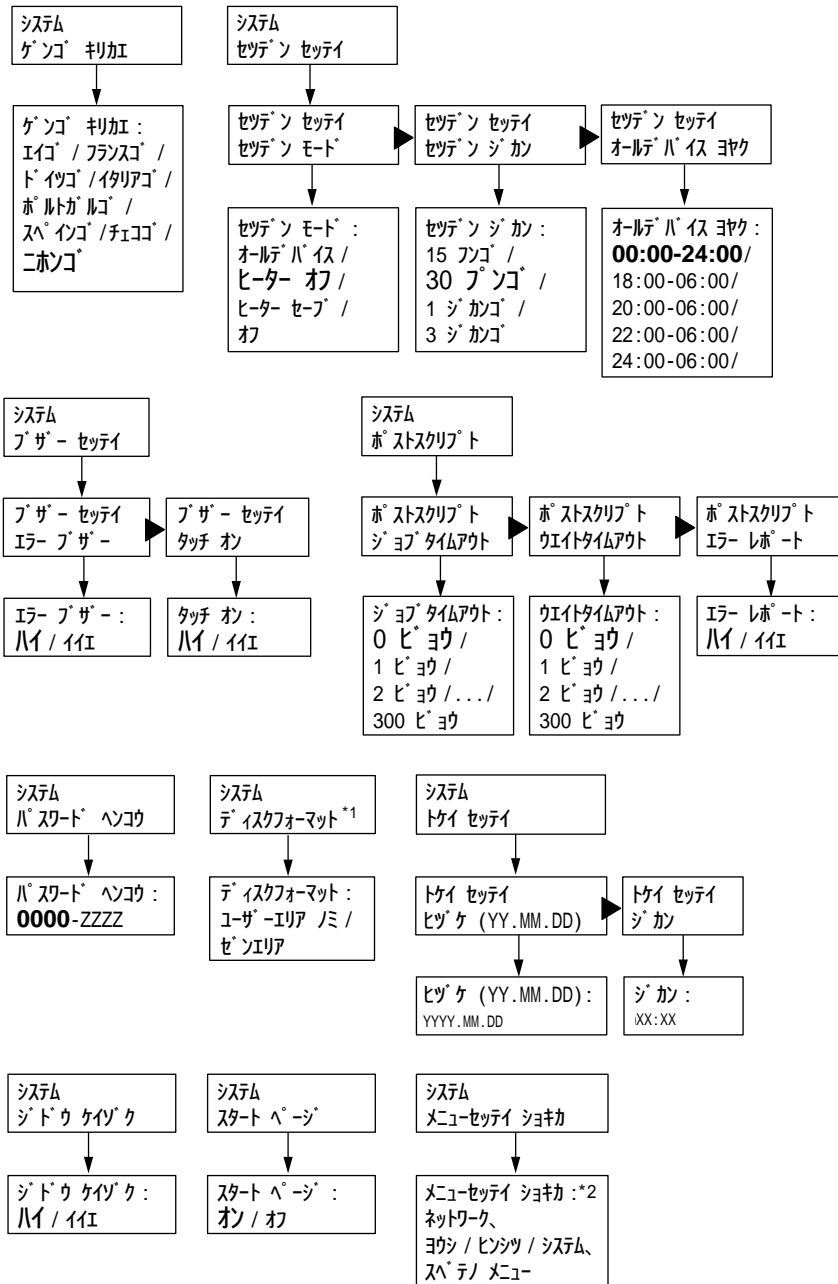 システム
ゲンゴ キリカエ
ゲンゴ キリカエ :
エイゴ / フランスゴ /
ドイツゴ /イタリアゴ /
ポルトガルゴ /
スペインゴ /チェコゴ /
ニホンゴ
システム
セツデン セッテイ
セツデン セッテイ
セツデン モード
セツデン モード :
オールデバイス /
ヒーター オフ /
ヒーター セーブ /
オフ
セツデン セッテイ
セツデン ジカン
セツデン ジカン :
15 フンゴ /
30 プンゴ /
1 ジカンゴ
3 ジカンゴ
セツデン セッテイ
オールデバイス ヨヤク
オールデバイス ヨヤク :
00:00-24:00/
18:00-06:00/
20:00-06:00/
22:00-06:00/
24:00-06:00/
システム
ブザー セッテイ
ブザー セッテイ
エラー ブザー
エラー ブザー :
ハイ / イイエ
ブザー セッテイ
タッチ オン
タッチ オン :
ハイ / イイエ
システム
ポストスクリプト
ポストスクリプト
ジョブタイムアウト
ジョブタイムアウト :
0 ビョウ /
1 ビョウ /
2 ビョウ /.../
300 ビョウ
ポストスクリプト
ウエイトタイムアウト
ウエイトタイムアウト :
0 ビョウ /
1 ビョウ /
2 ビョウ /.../
300 ビョウ
ポストスクリプト
エラー レポート
エラー レポート :
ハイ / イイエ
システム
パスワード ヘンコウ
パスワード ヘンコウ :
0000-ZZZZ
システム
ディスクフォーマット *1
ディスクフォーマット :
ユーザーエリア ノミ /
ゼンエリア
システム
トケイ セッテイ
トケイ セッテイ
ヒヅケ (YY.MM.DD)
ヒヅケ (YY.MM.DD) :
YYYY.MM.DD
トケイ セッテイ
ジカン
ジカン :
XX:XX
システム
ジドウ ケイゾク
ジドウ ケイゾク :
ハイ / イイエ
システム
スタート ページ
スタート ページ :
オン / オフ
システム
メニューセッテイ ショキカ
メニューセッテイ ショキカ :*2
ネットワーク、
ヨウシ / ヒンシツ / システム、
スベテノ メニュー